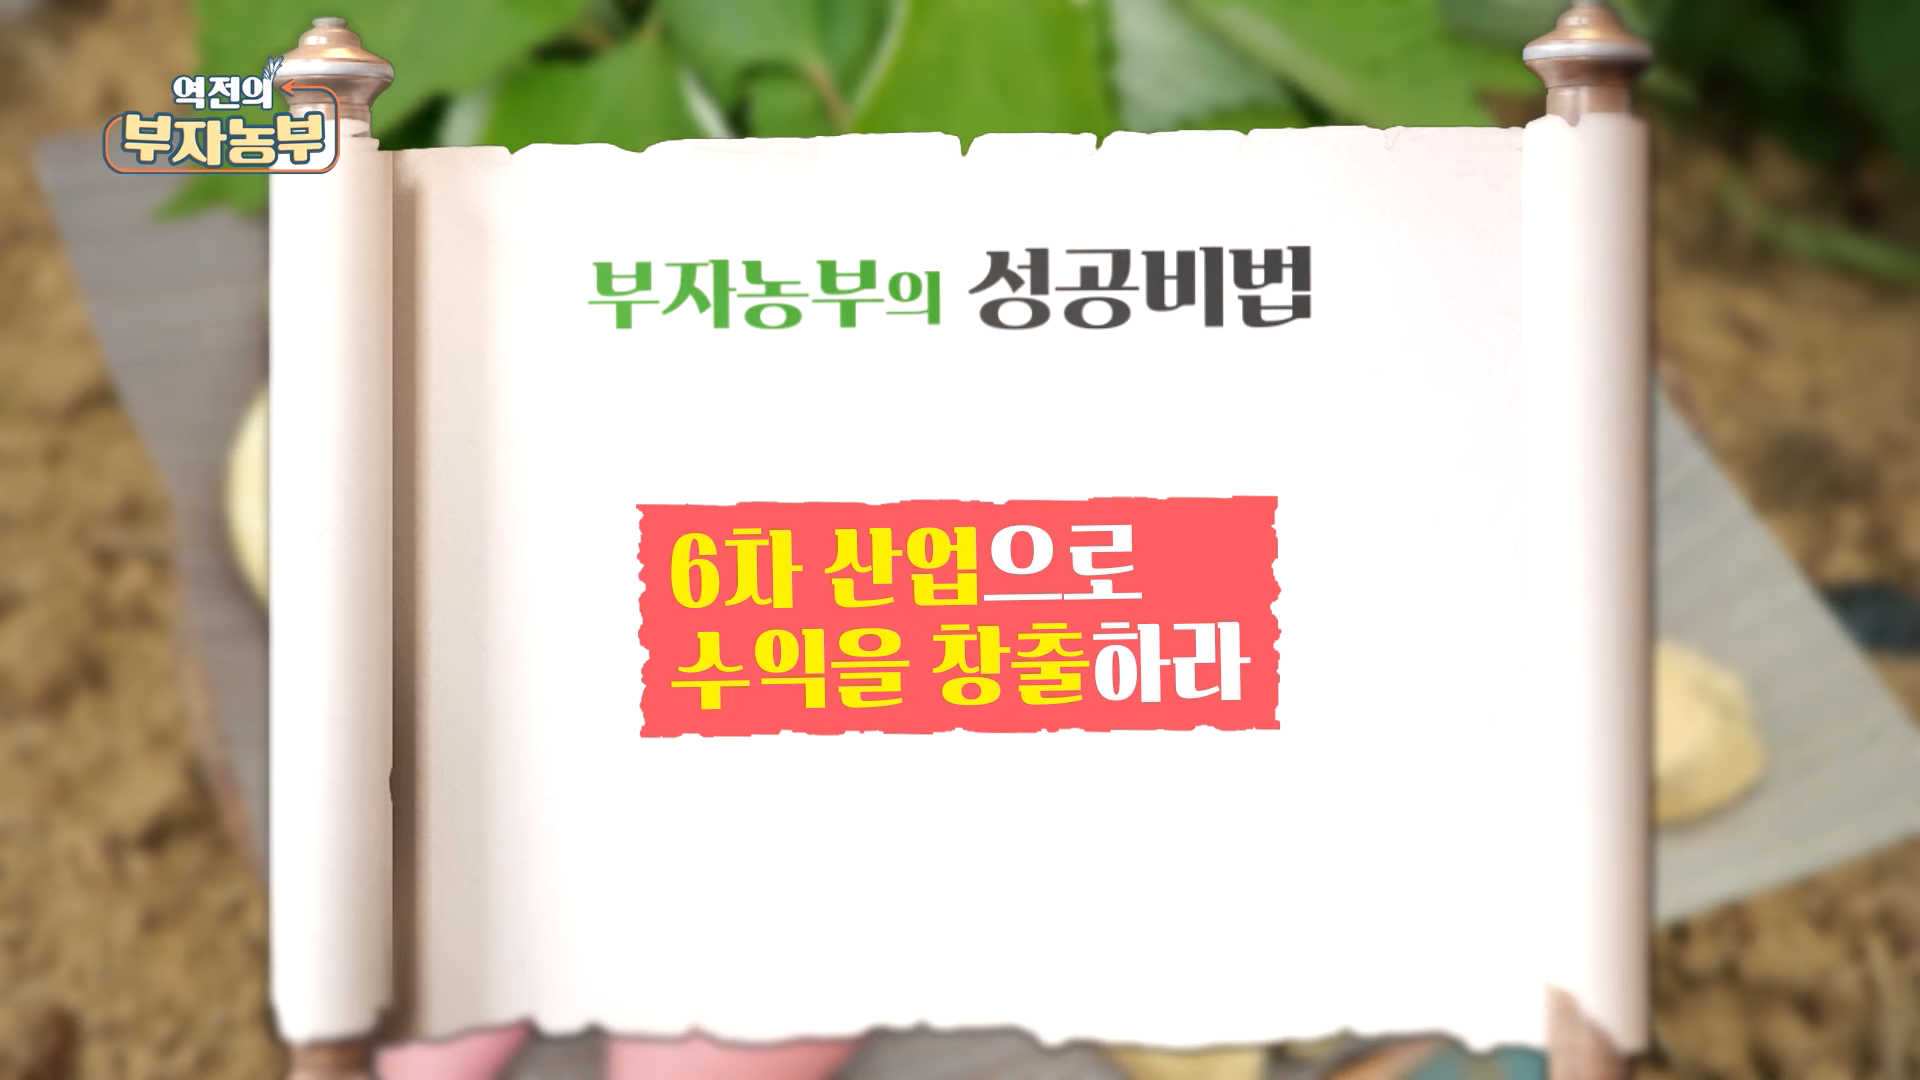 역전의
부자농부
부자농부의 성공비법
6차 산업으로
수익을 창출하라